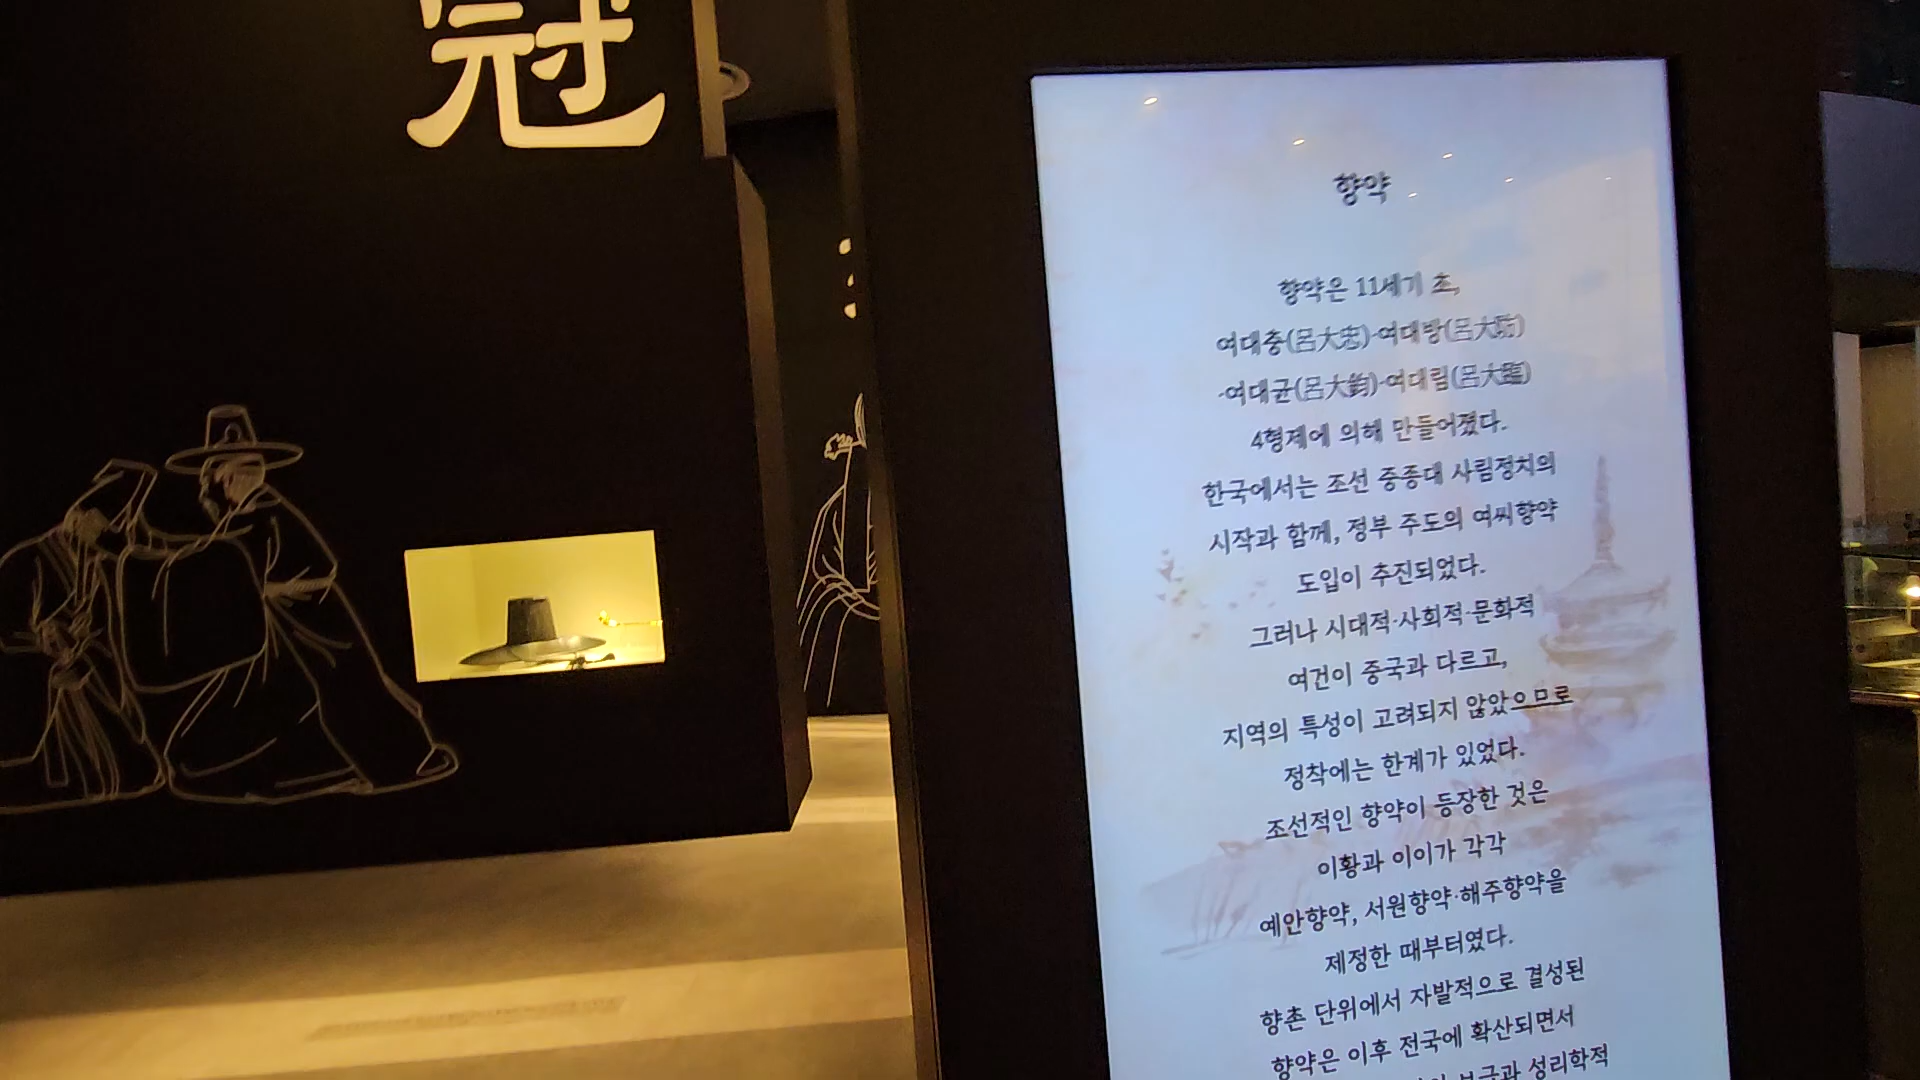 冠
향약
향약은 11세기 초,
여대충(呂大忠)·여대방(呂大防)
·여대균(呂大鈞)·여대림(呂大臨)
4형제에 의해 만들어졌다.
한국에서는 조선 중종대 사림정치의
시작과 함께, 정부 주도의 여씨향약
도입이 추진되었다.
그러나 시대적·사회적·문화적
여건이 중국과 다르고,
지역의 특성이 고려되지 않았으므로
정착에는 한계가 있었다.
조선적인 향약이 등장한 것은
이황과 이이가 각각
예안향약, 서원향약·해주향약을
제정한 때부터였다.
향촌 단위에서 자발적으로 결성된
향약은 이후 전국에 확산되면서
성리학적